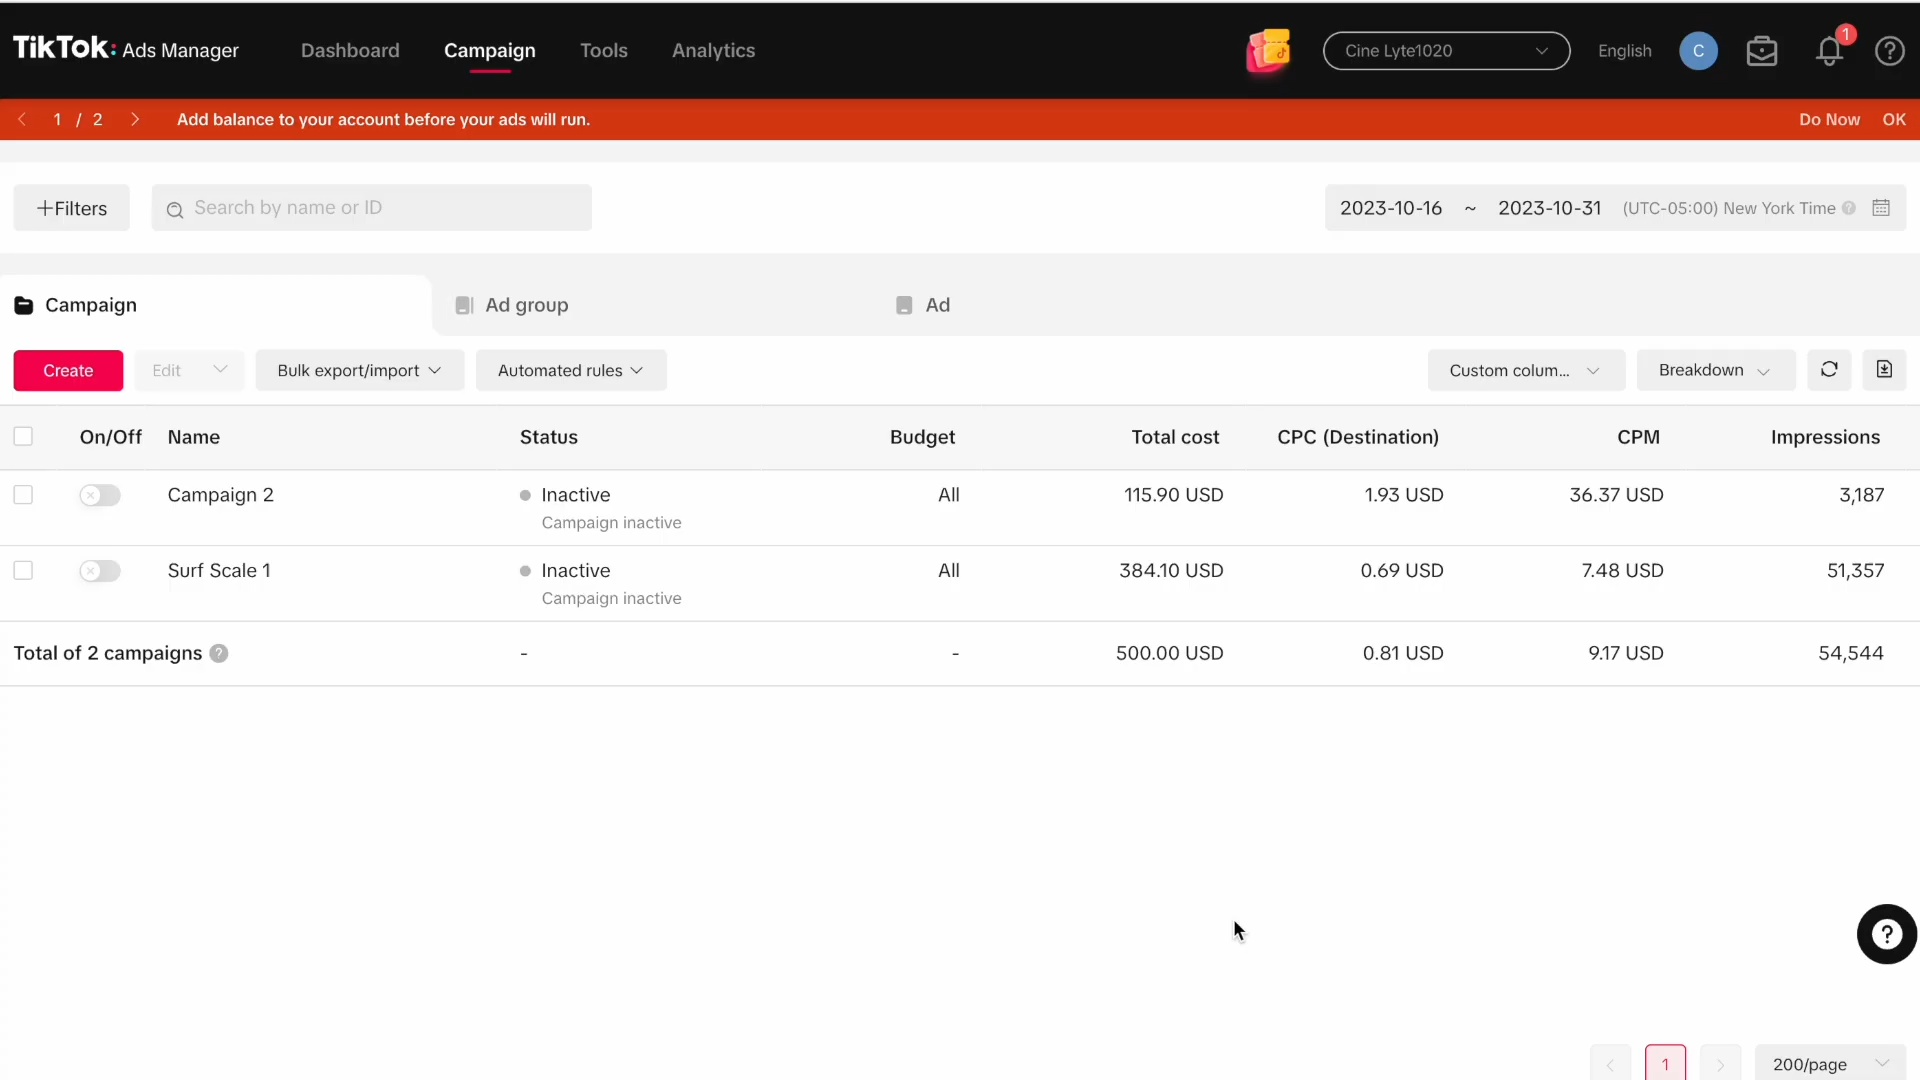 TikTok: Ads Manager Dashboard Campaign Tools Analytics Cine Lyte1020 English C 1
1 / 2 Add balance to your account before your ads will run. Do Now OK
+Filters Search by name or ID 2023-10-16 ~ 2023-10-31 (UTC-05:00) New York Time
Campaign Ad group Ad
Create Edit Bulk export/import Automated rules Custom colum... Breakdown
On/Off Name Status Budget Total cost CPC (Destination) CPM Impressions
Campaign 2 Inactive All 115.90 USD 1.93 USD 36.37 USD 3,187
Campaign inactive
Surf Scale 1 Inactive All 384.10 USD 0.69 USD 7.48 USD 51,357
Campaign inactive
Total of 2 campaigns ? - - 500.00 USD 0.81 USD 9.17 USD 54,544
?
1 200/page